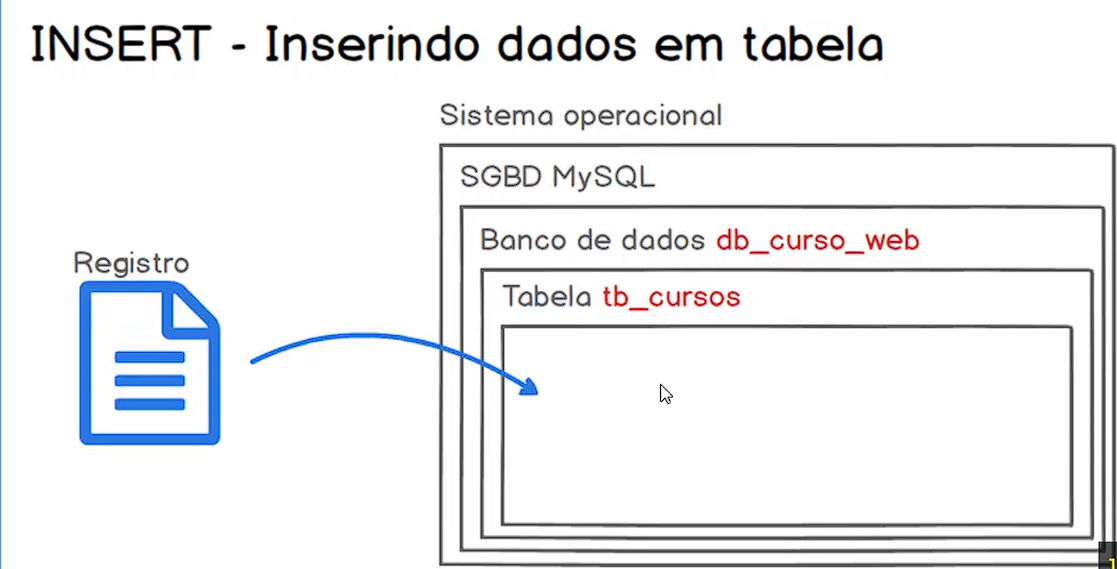 INSERT - Inserindo dados em tabela
Sistema operacional
SGBD MySQL
Banco de dados db_curso_web
Registro
Tabela tb_cursos